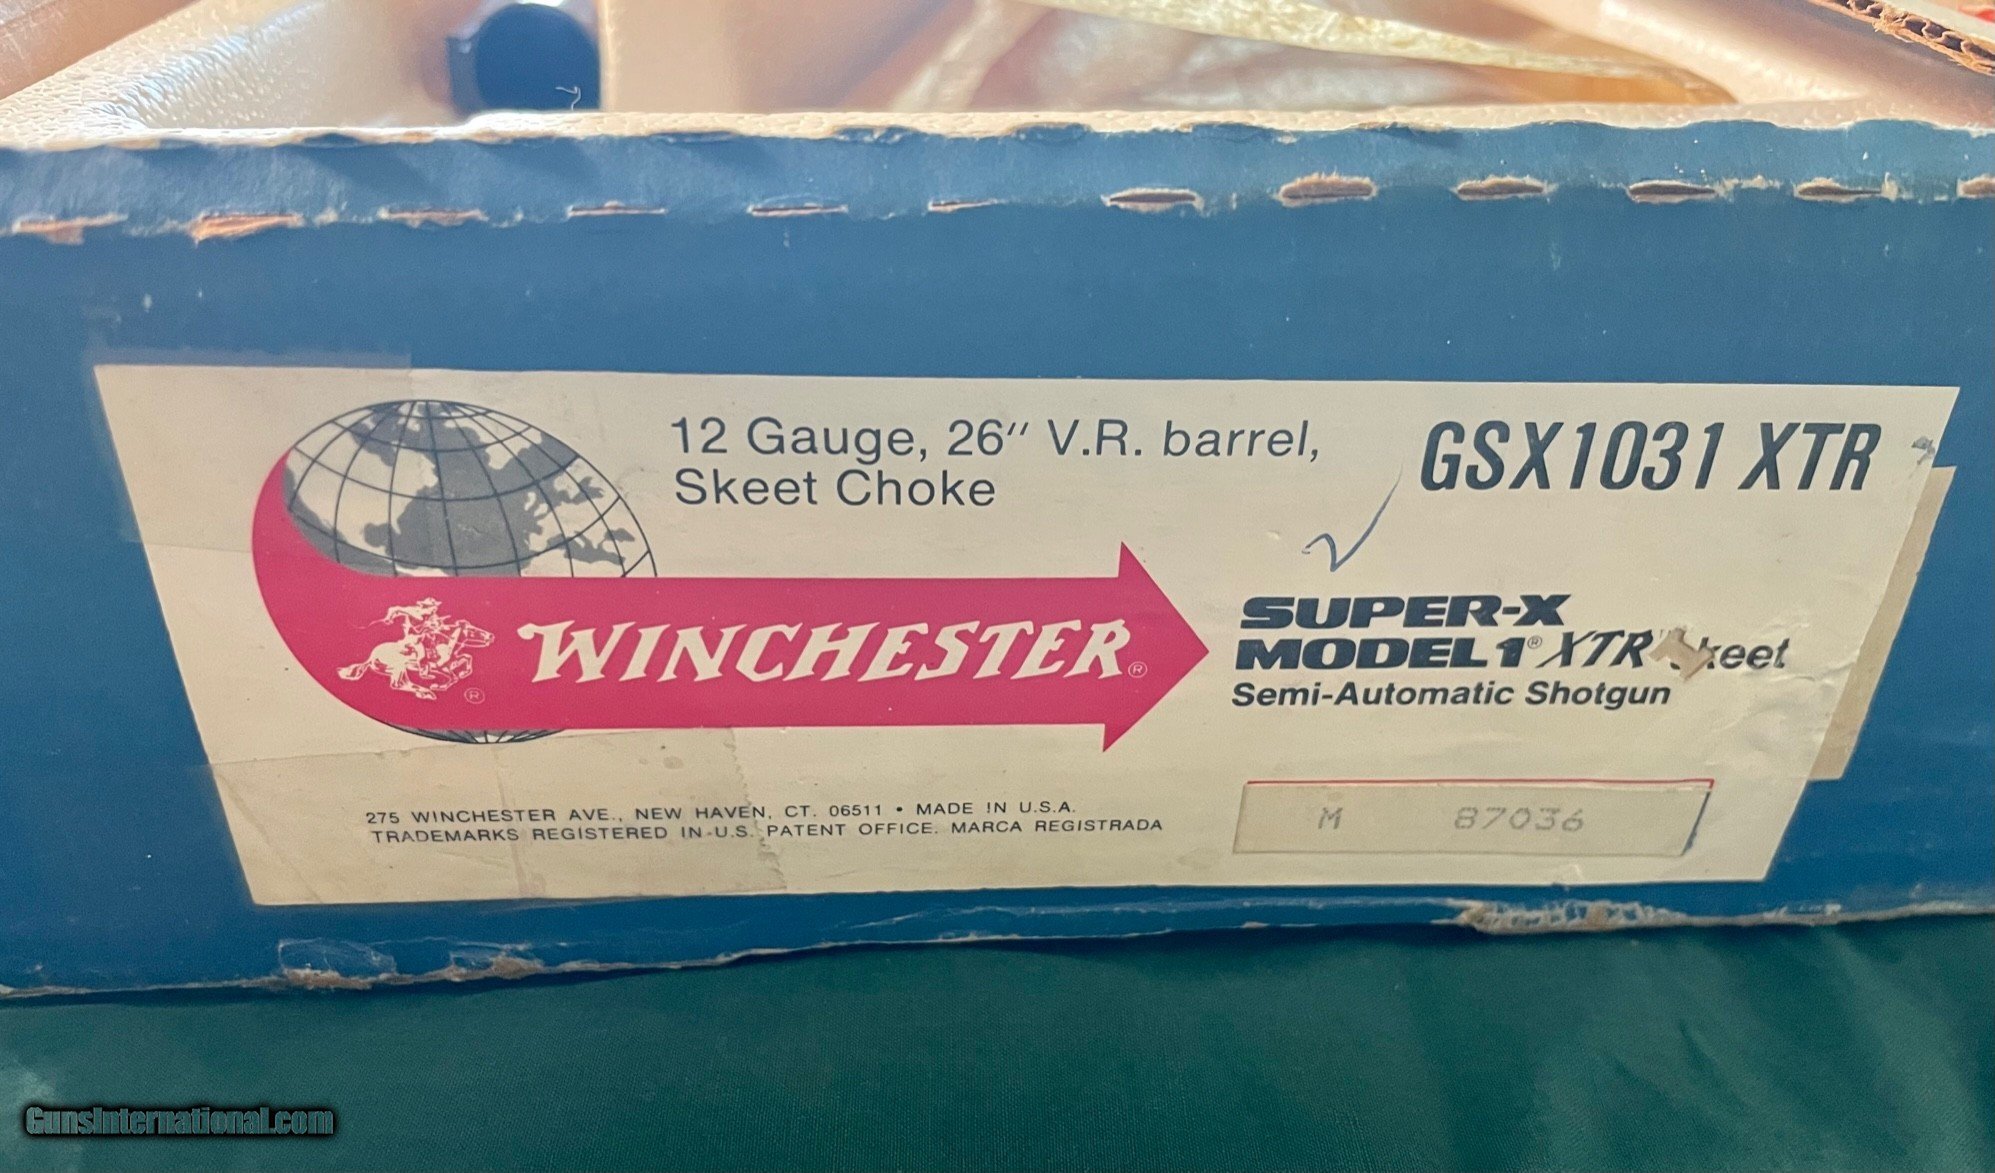 12 Gauge, 26" V.R. barrel,
Skeet Choke
GSX1031 XTR
WINCHESTER®
®
SUPER-X
MODEL 1® XTR
Semi-Automatic Shotgun
275 WINCHESTER AVE., NEW HAVEN, CT. 06511 • MADE IN U.S.A.
TRADEMARKS REGISTERED IN U.S. PATENT OFFICE. MARCA REGISTRADA
M 87036
GunsInternational.com